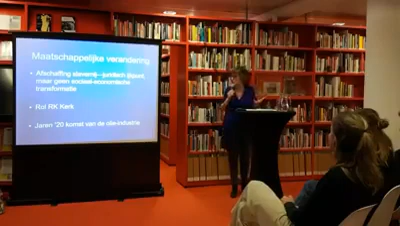 Maatschappelijke verandering
• Afschaffing slavernij – juridisch ijkpunt,
maar geen sociaal-economische
transformatie
• Rol RK Kerk
• Jaren '20 komst van de olie-industrie